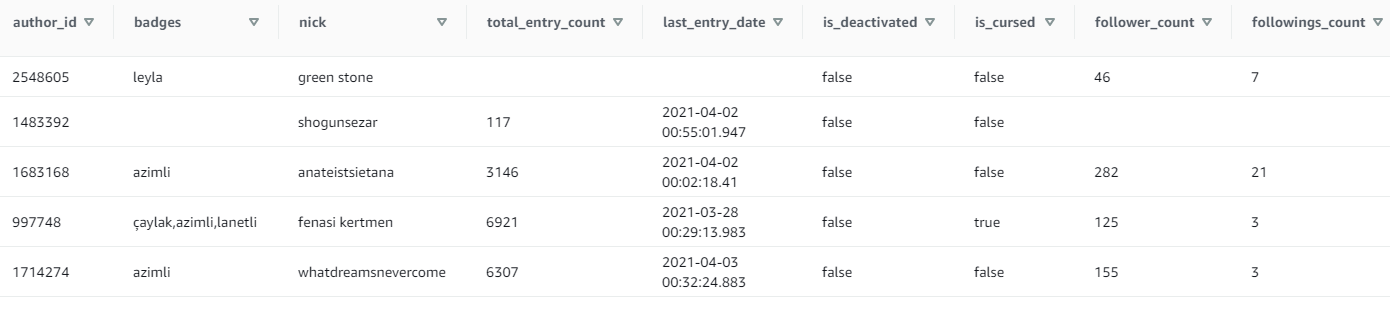 author_id badges nick total_entry_count last_entry_date is_deactivated is_cursed follower_count followings_count
2548605 leyla green stone false false 46 7
1483392 shogunsezar 117 2021-04-02 00:55:01.947 false false
1683168 azimli anateistsietana 3146 2021-04-02 00:02:18.41 false false 282 21
997748 çaylak,azimli,lanetli fenasi kertmen 6921 2021-03-28 00:29:13.983 false true 125 3
1714274 azimli whatdreamsnevercome 6307 2021-04-03 00:32:24.883 false false 155 3